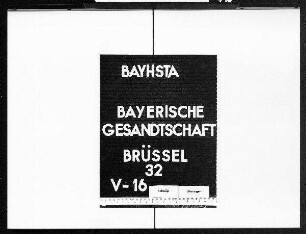 BAYHSTA
BAYERISCHE
GESANDTSCHAFT
BRÜSSEL
32
V-16